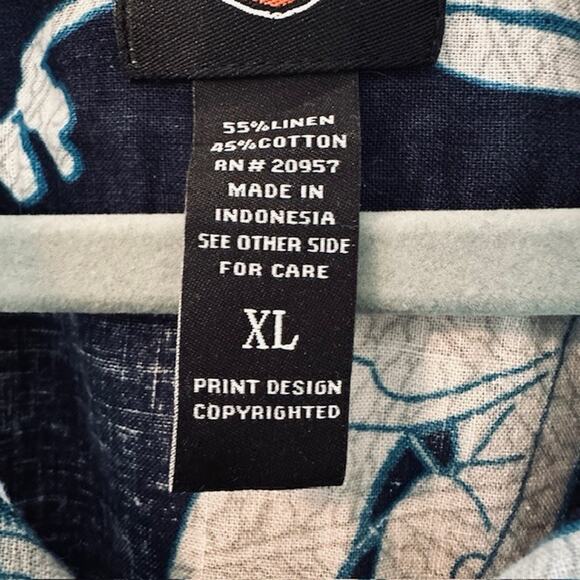 55%LINEN
45%COTTON
RN# 20957
MADE IN
INDONESIA
SEE OTHER SIDE
FOR CARE
XL
PRINT DESIGN
COPYRIGHTED